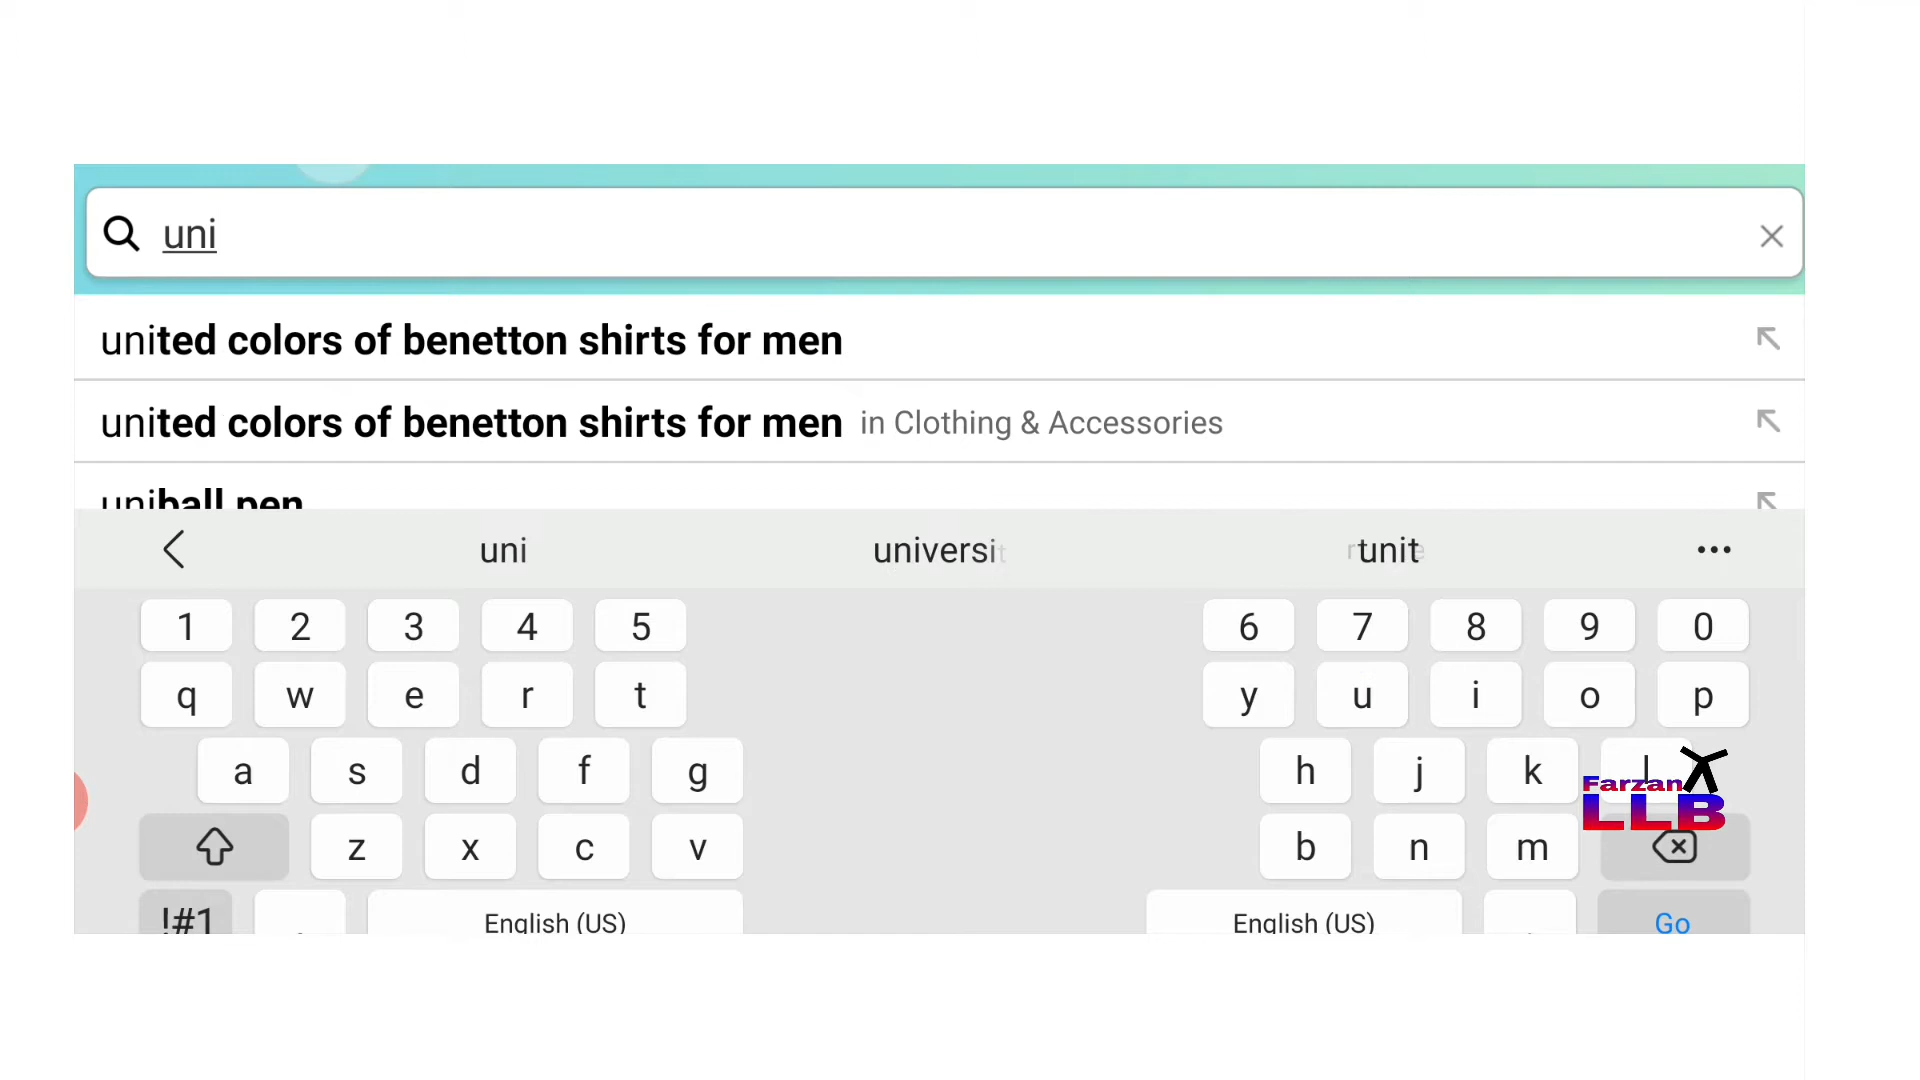 uni
united colors of benetton shirts for men
united colors of benetton shirts for men in Clothing & Accessories
uniball pen
uni universi unit
1 2 3 4 5 6 7 8 9 0
q w e r t y u i o p
a s d f g h j k l
Farzan
LLB
z x c v b n m
!#1 , English (US) English (US) . Go